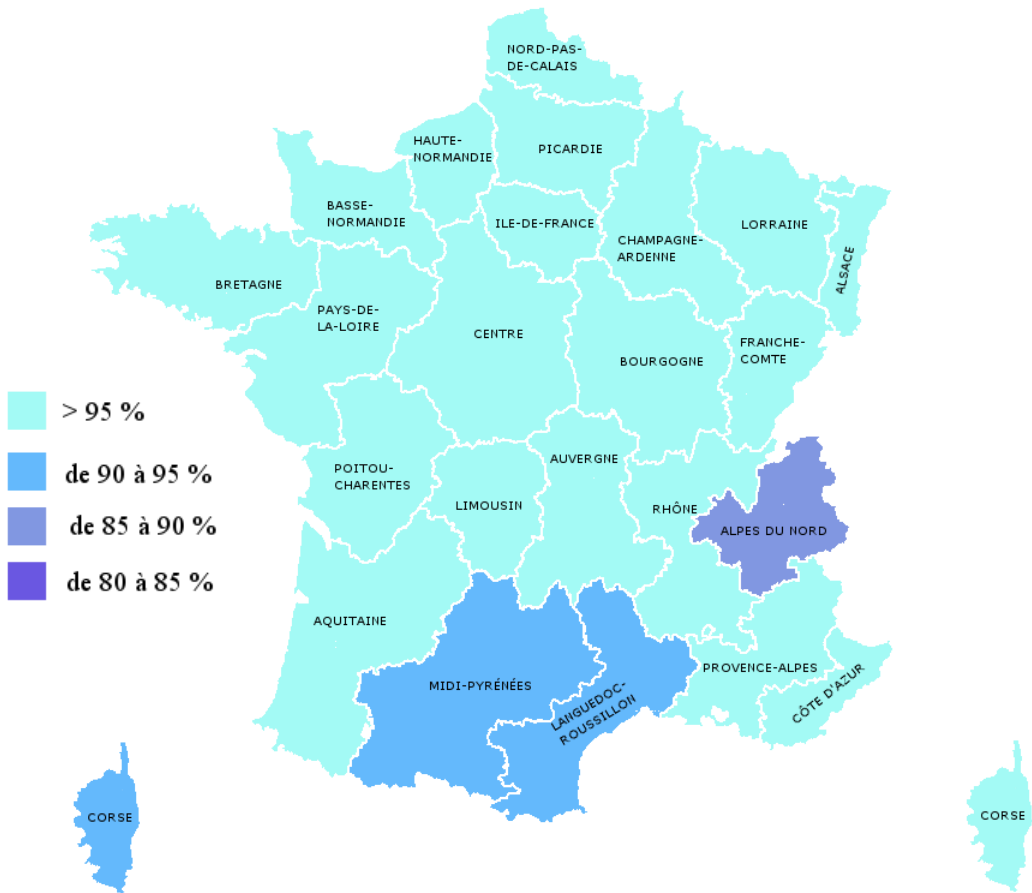 NORD-PAS-
DE-CALAIS
HAUTE-
NORMANDIE
PICARDIE
BASSE-
NORMANDIE
ILE-DE-FRANCE
CHAMPAGNE-
ARDENNE
LORRAINE
ALSACE
BRETAGNE
PAYS-DE-
LA-LOIRE
CENTRE
BOURGOGNE
FRANCHE-
COMTE
> 95 %
de 90 à 95 %
de 85 à 90 %
de 80 à 85 %
POITOU-
CHARENTES
LIMOUSIN
AUVERGNE
RHÔNE
ALPES DU NORD
AQUITAINE
MIDI-PYRÉNÉES
LANGUEDOC-
ROUSSILLON
PROVENCE-ALPES
CÔTE D'AZUR
CORSE
CORSE